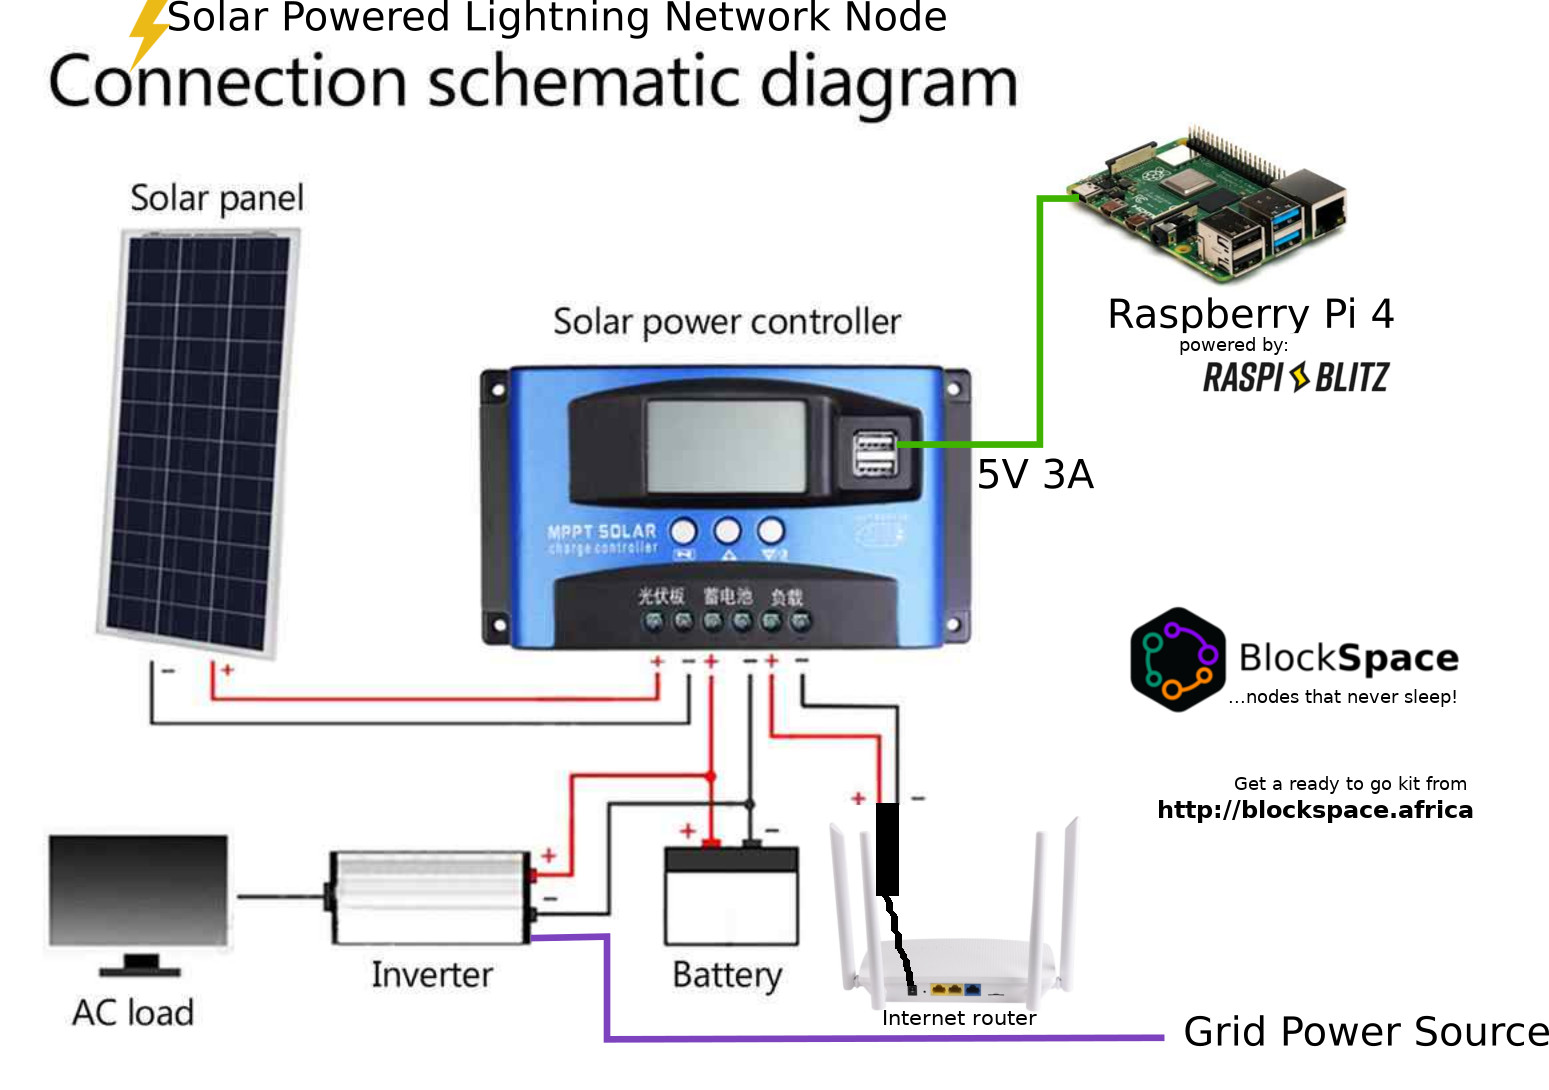 Solar Powered Lightning Network Node
Connection schematic diagram
Solar panel
Solar power controller
Raspberry Pi 4
powered by:
RASPI BLITZ
5V 3A
MPPT SOLAR
charge controller
光伏板 蓄电池 负载
− +
+ − + − + −
BlockSpace
...nodes that never sleep!
Get a ready to go kit from
http://blockspace.africa
+ −
+ −
+
−
Inverter
Battery
AC load
Internet router
Grid Power Source